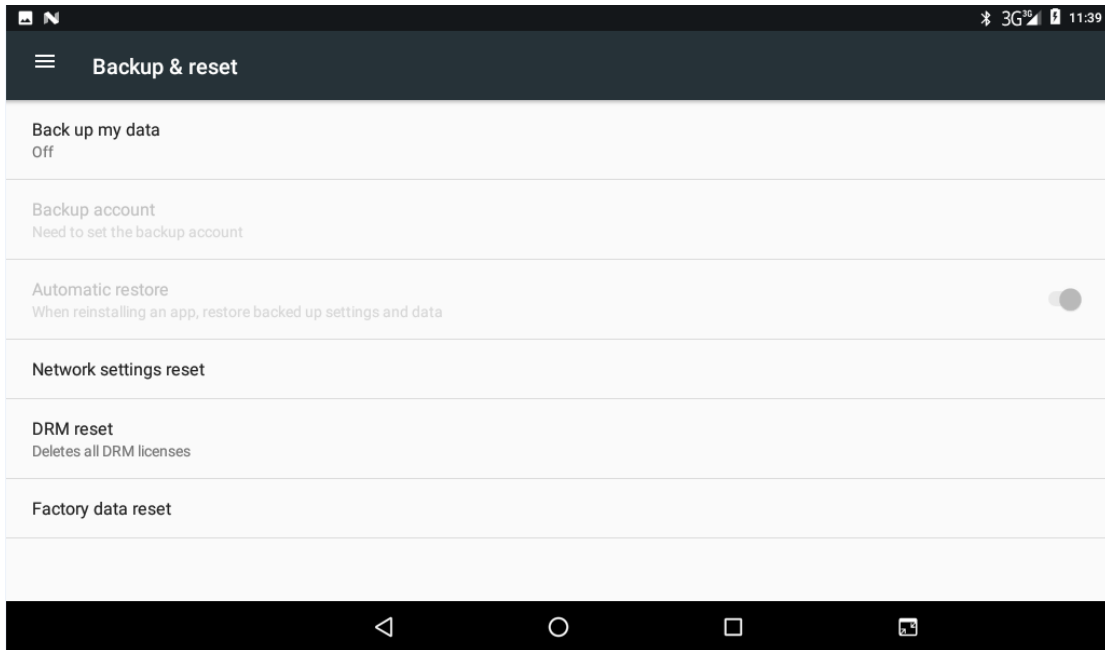 3G 3G 11:39
Backup & reset
Back up my data
Off
Backup account
Need to set the backup account
Automatic restore
When reinstalling an app, restore backed up settings and data
Network settings reset
DRM reset
Deletes all DRM licenses
Factory data reset